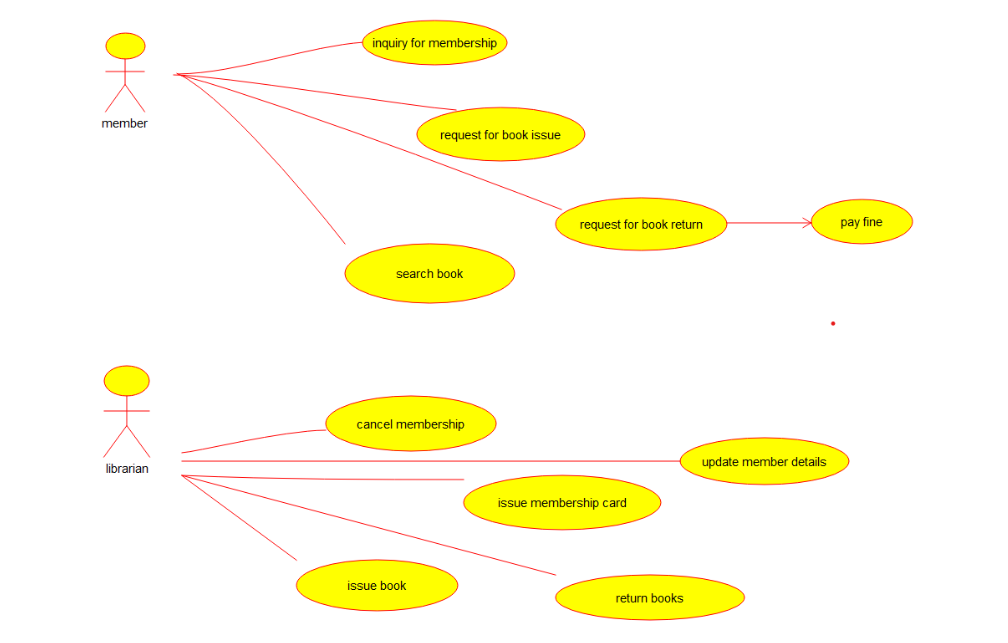 inquiry for membership
member
request for book issue
request for book return
pay fine
search book
cancel membership
librarian
update member details
issue membership card
issue book
return books